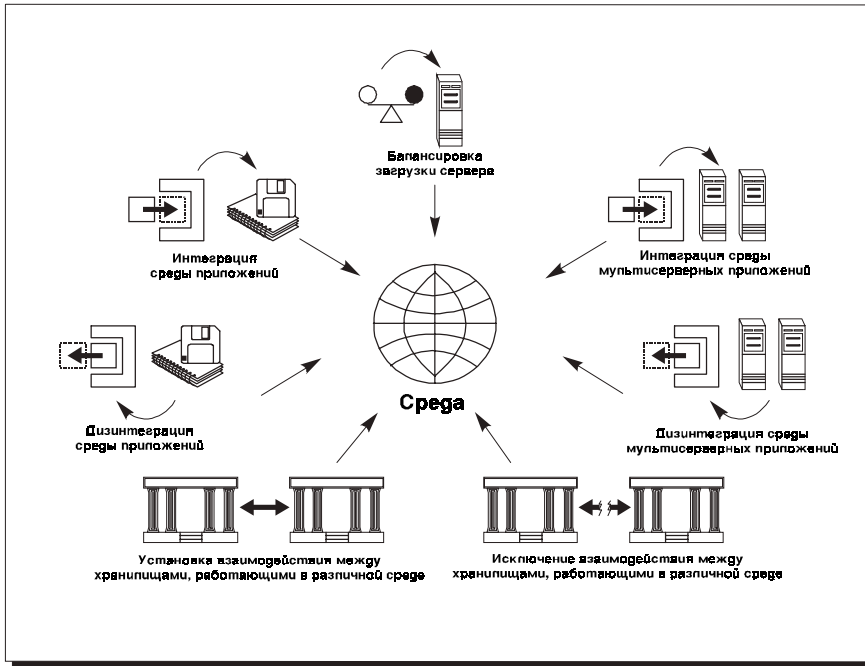 Балансировка
загрузки сервера
Интеграция
среды приложений
Интеграция среды
мультисерверных приложений
Среда
Дизинтеграция
среды приложений
Дизинтеграция среды
мультисерверных приложений
Установка взаимодействия между
хранилищами, работающими в различной среде
Исключение взаимодействия между
хранилищами, работающими в различной среде